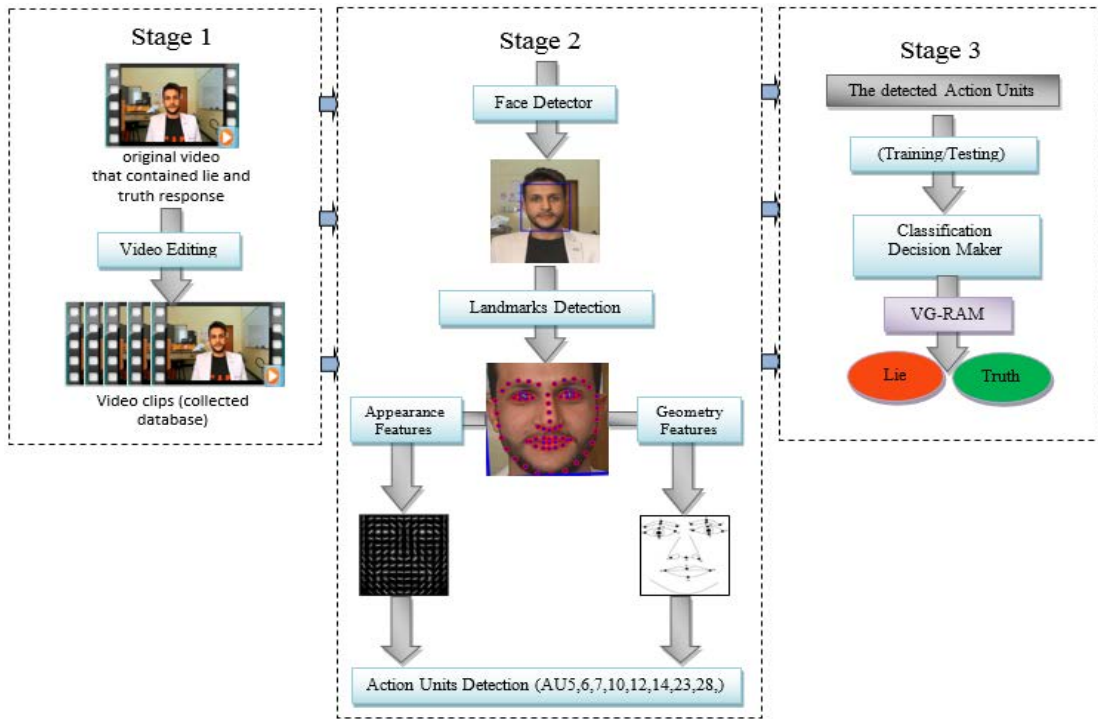 Stage 1
original video
that contained lie and
truth response
Video Editing
Video clips (collected
database)
Stage 2
Face Detector
Landmarks Detection
Appearance
Features
Geometry
Features
Action Units Detection (AU5,6,7,10,12,14,23,28,)
Stage 3
The detected Action Units
(Training/Testing)
Classification
Decision Maker
VG-RAM
Lie
Truth